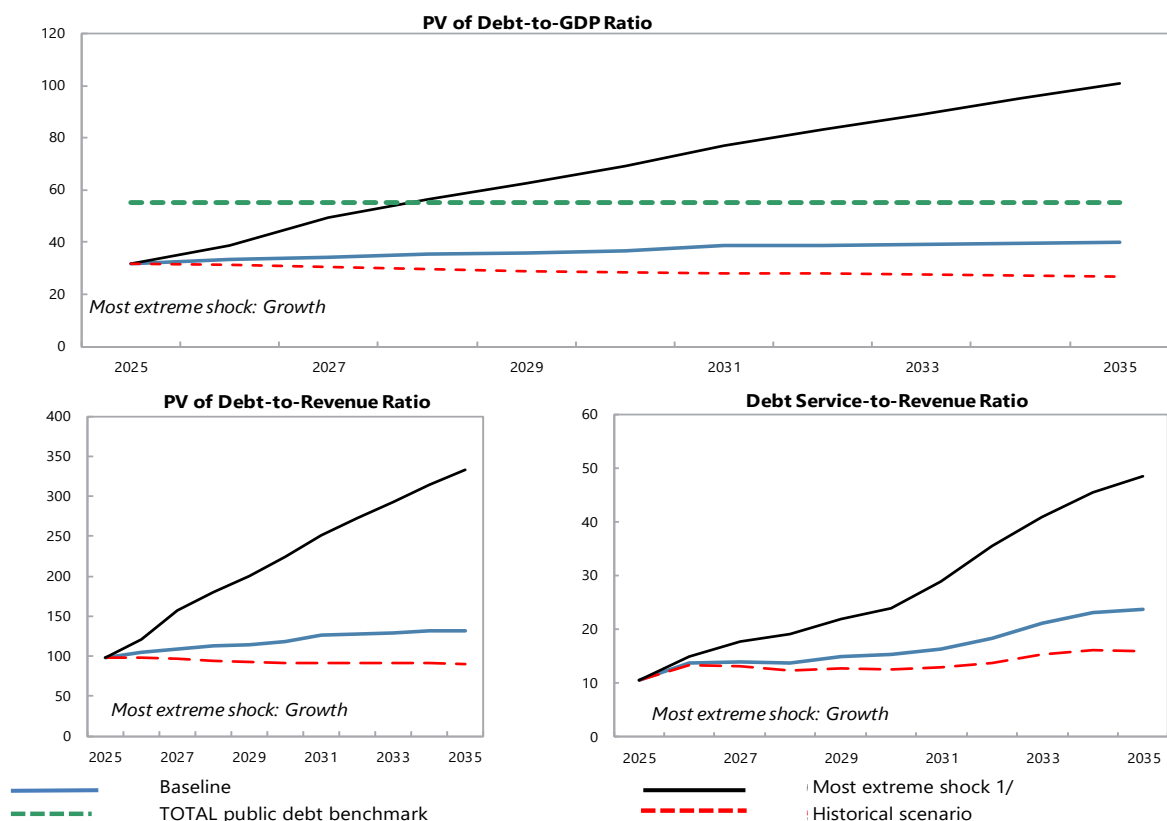 PV of Debt-to-GDP Ratio
120
100
80
60
40
20
0
Most extreme shock: Growth
2025 2027 2029 2031 2033 2035
PV of Debt-to-Revenue Ratio
400
350
300
250
200
150
100
50
0
Most extreme shock: Growth
2025 2027 2029 2031 2033 2035
Debt Service-to-Revenue Ratio
60
50
40
30
20
10
0
Most extreme shock: Growth
2025 2027 2029 2031 2033 2035
Baseline
Most extreme shock 1/
TOTAL public debt benchmark
Historical scenario